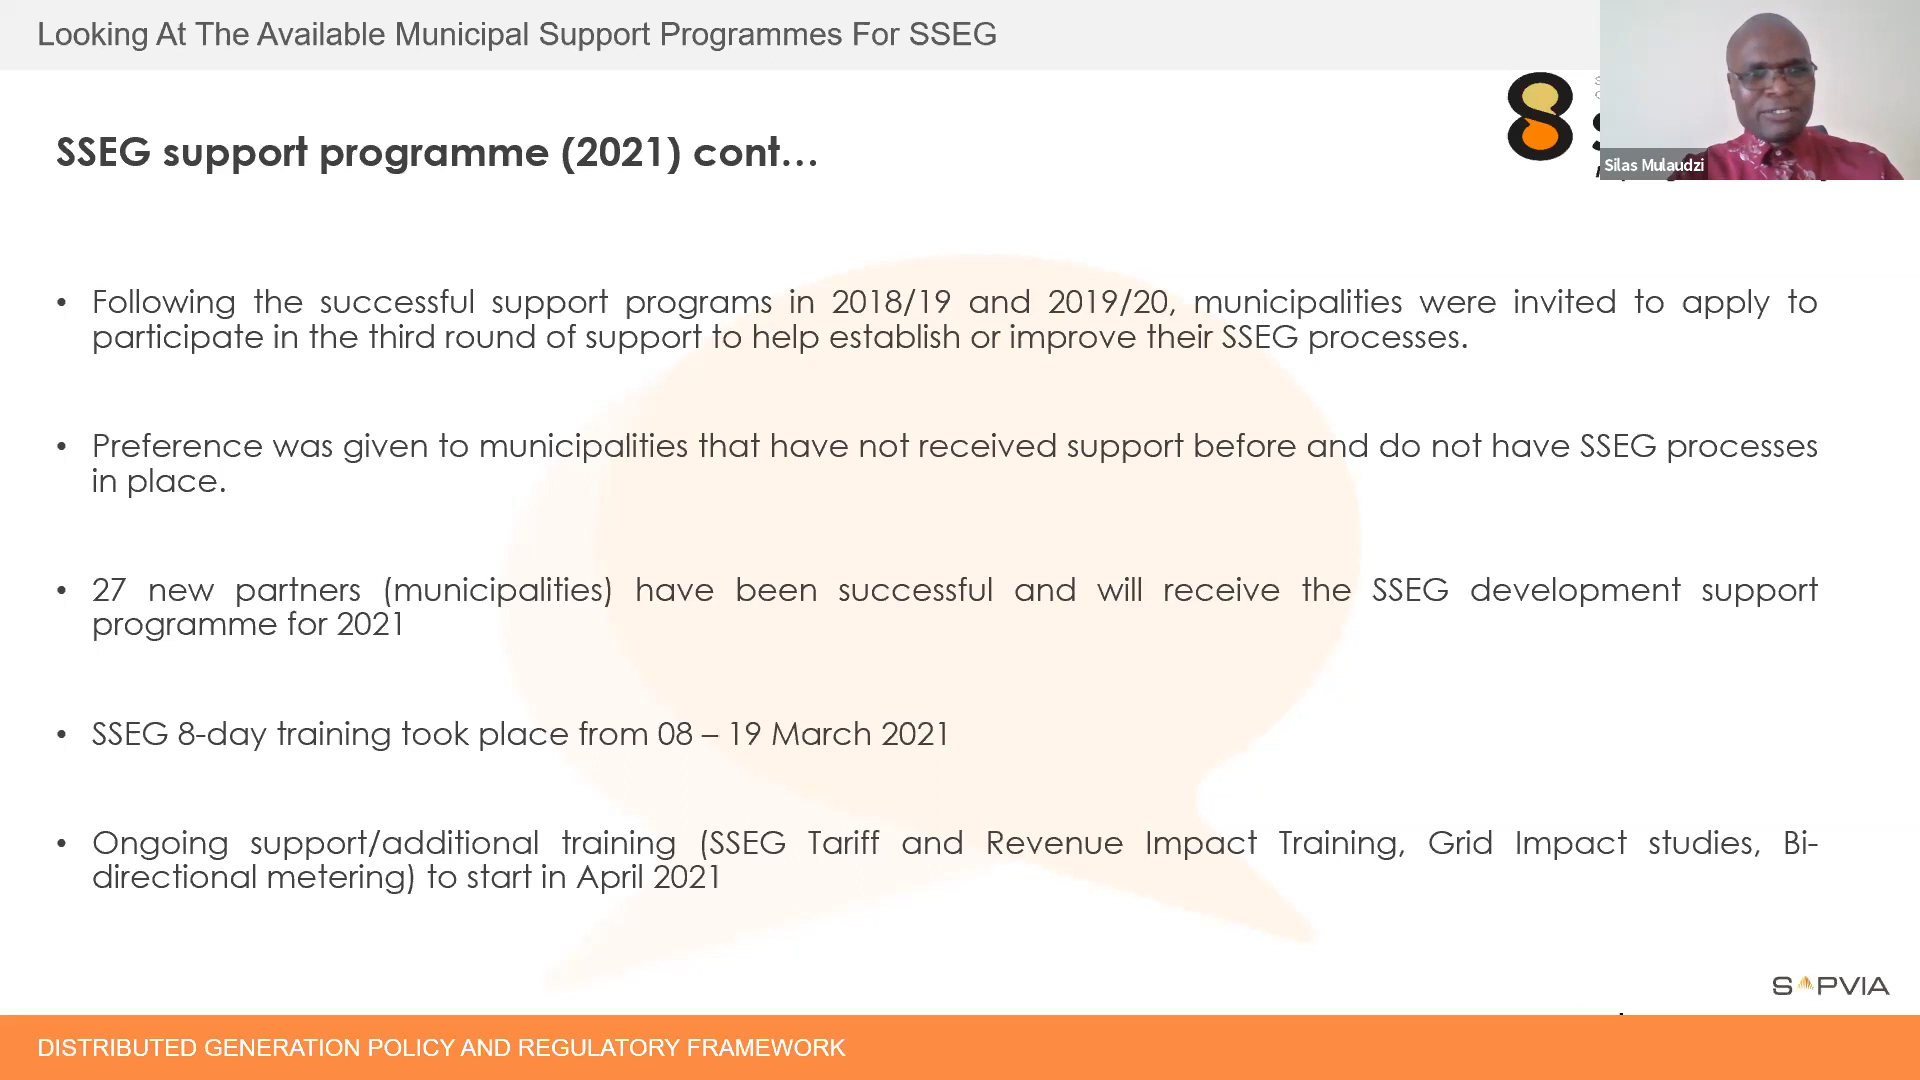 Looking At The Available Municipal Support Programmes For SSEG
SSEG support programme (2021) cont...
Silas Mulaudzi
• Following the successful support programs in 2018/19 and 2019/20, municipalities were invited to apply to
participate in the third round of support to help establish or improve their SSEG processes.
• Preference was given to municipalities that have not received support before and do not have SSEG processes
in place.
• 27 new partners (municipalities) have been successful and will receive the SSEG development support
programme for 2021
• SSEG 8-day training took place from 08 – 19 March 2021
• Ongoing support/additional training (SSEG Tariff and Revenue Impact Training, Grid Impact studies, Bi-
directional metering) to start in April 2021
SAPVIA
DISTRIBUTED GENERATION POLICY AND REGULATORY FRAMEWORK